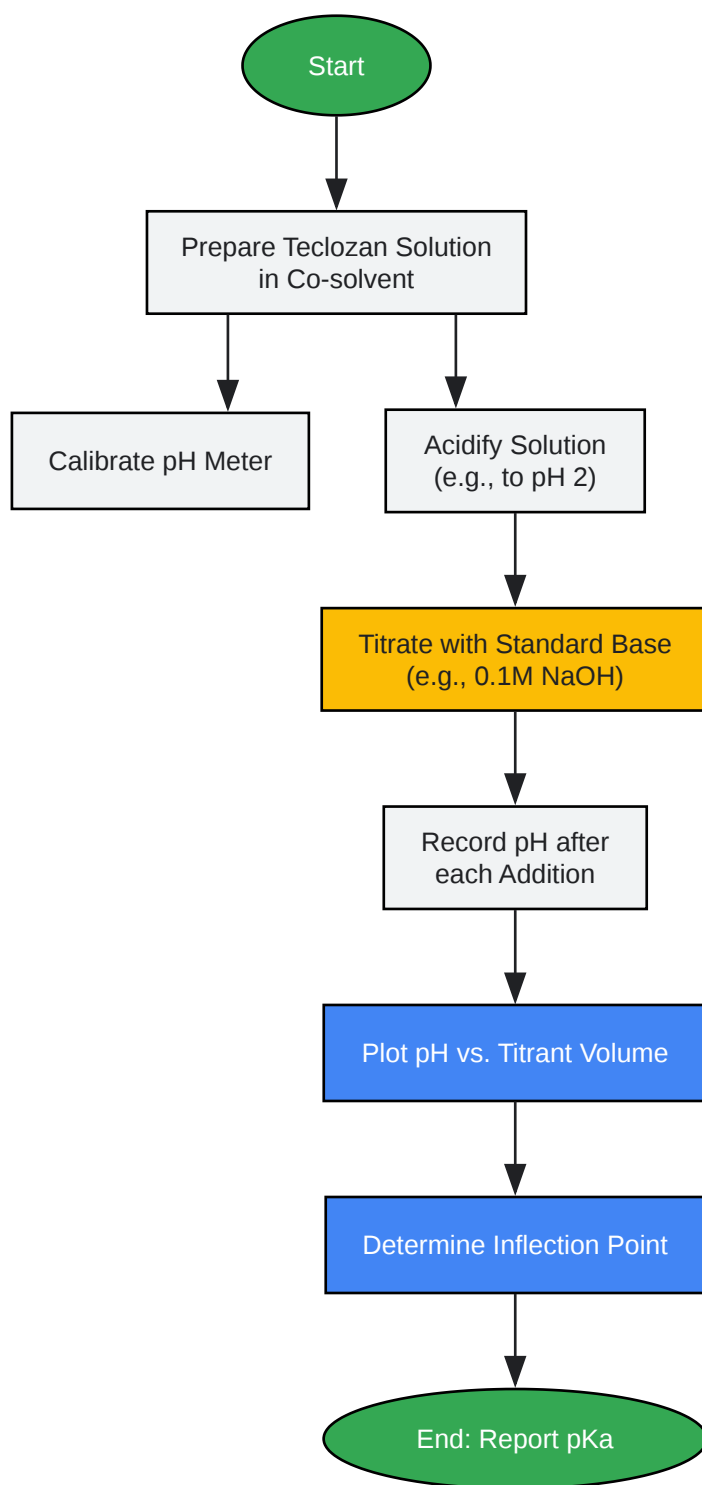 Start
Prepare Teclozan Solution
in Co-solvent
Calibrate pH Meter
Acidify Solution
(e.g., to pH 2)
Titrate with Standard Base
(e.g., 0.1M NaOH)
Record pH after
each Addition
Plot pH vs. Titrant Volume
Determine Inflection Point
End: Report pKa